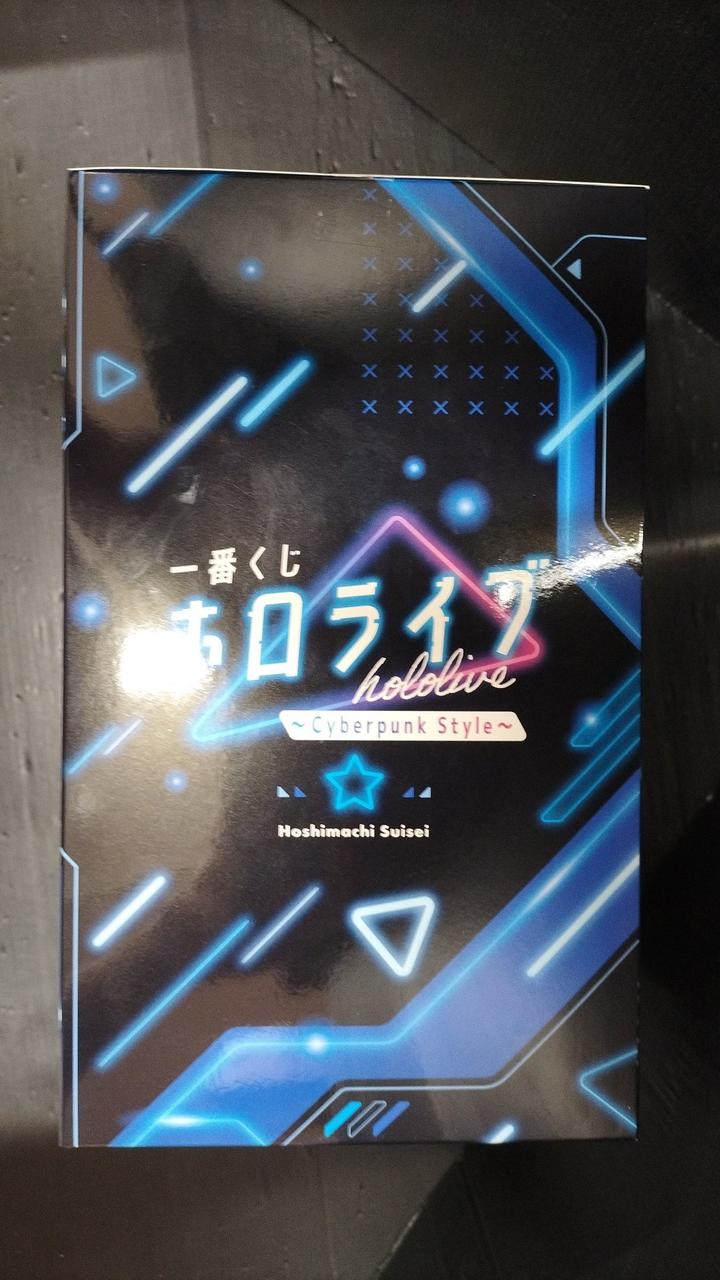 一番くじ
ホロライブ
hololive
~Cyberpunk Style~
Hoshimachi Suisei